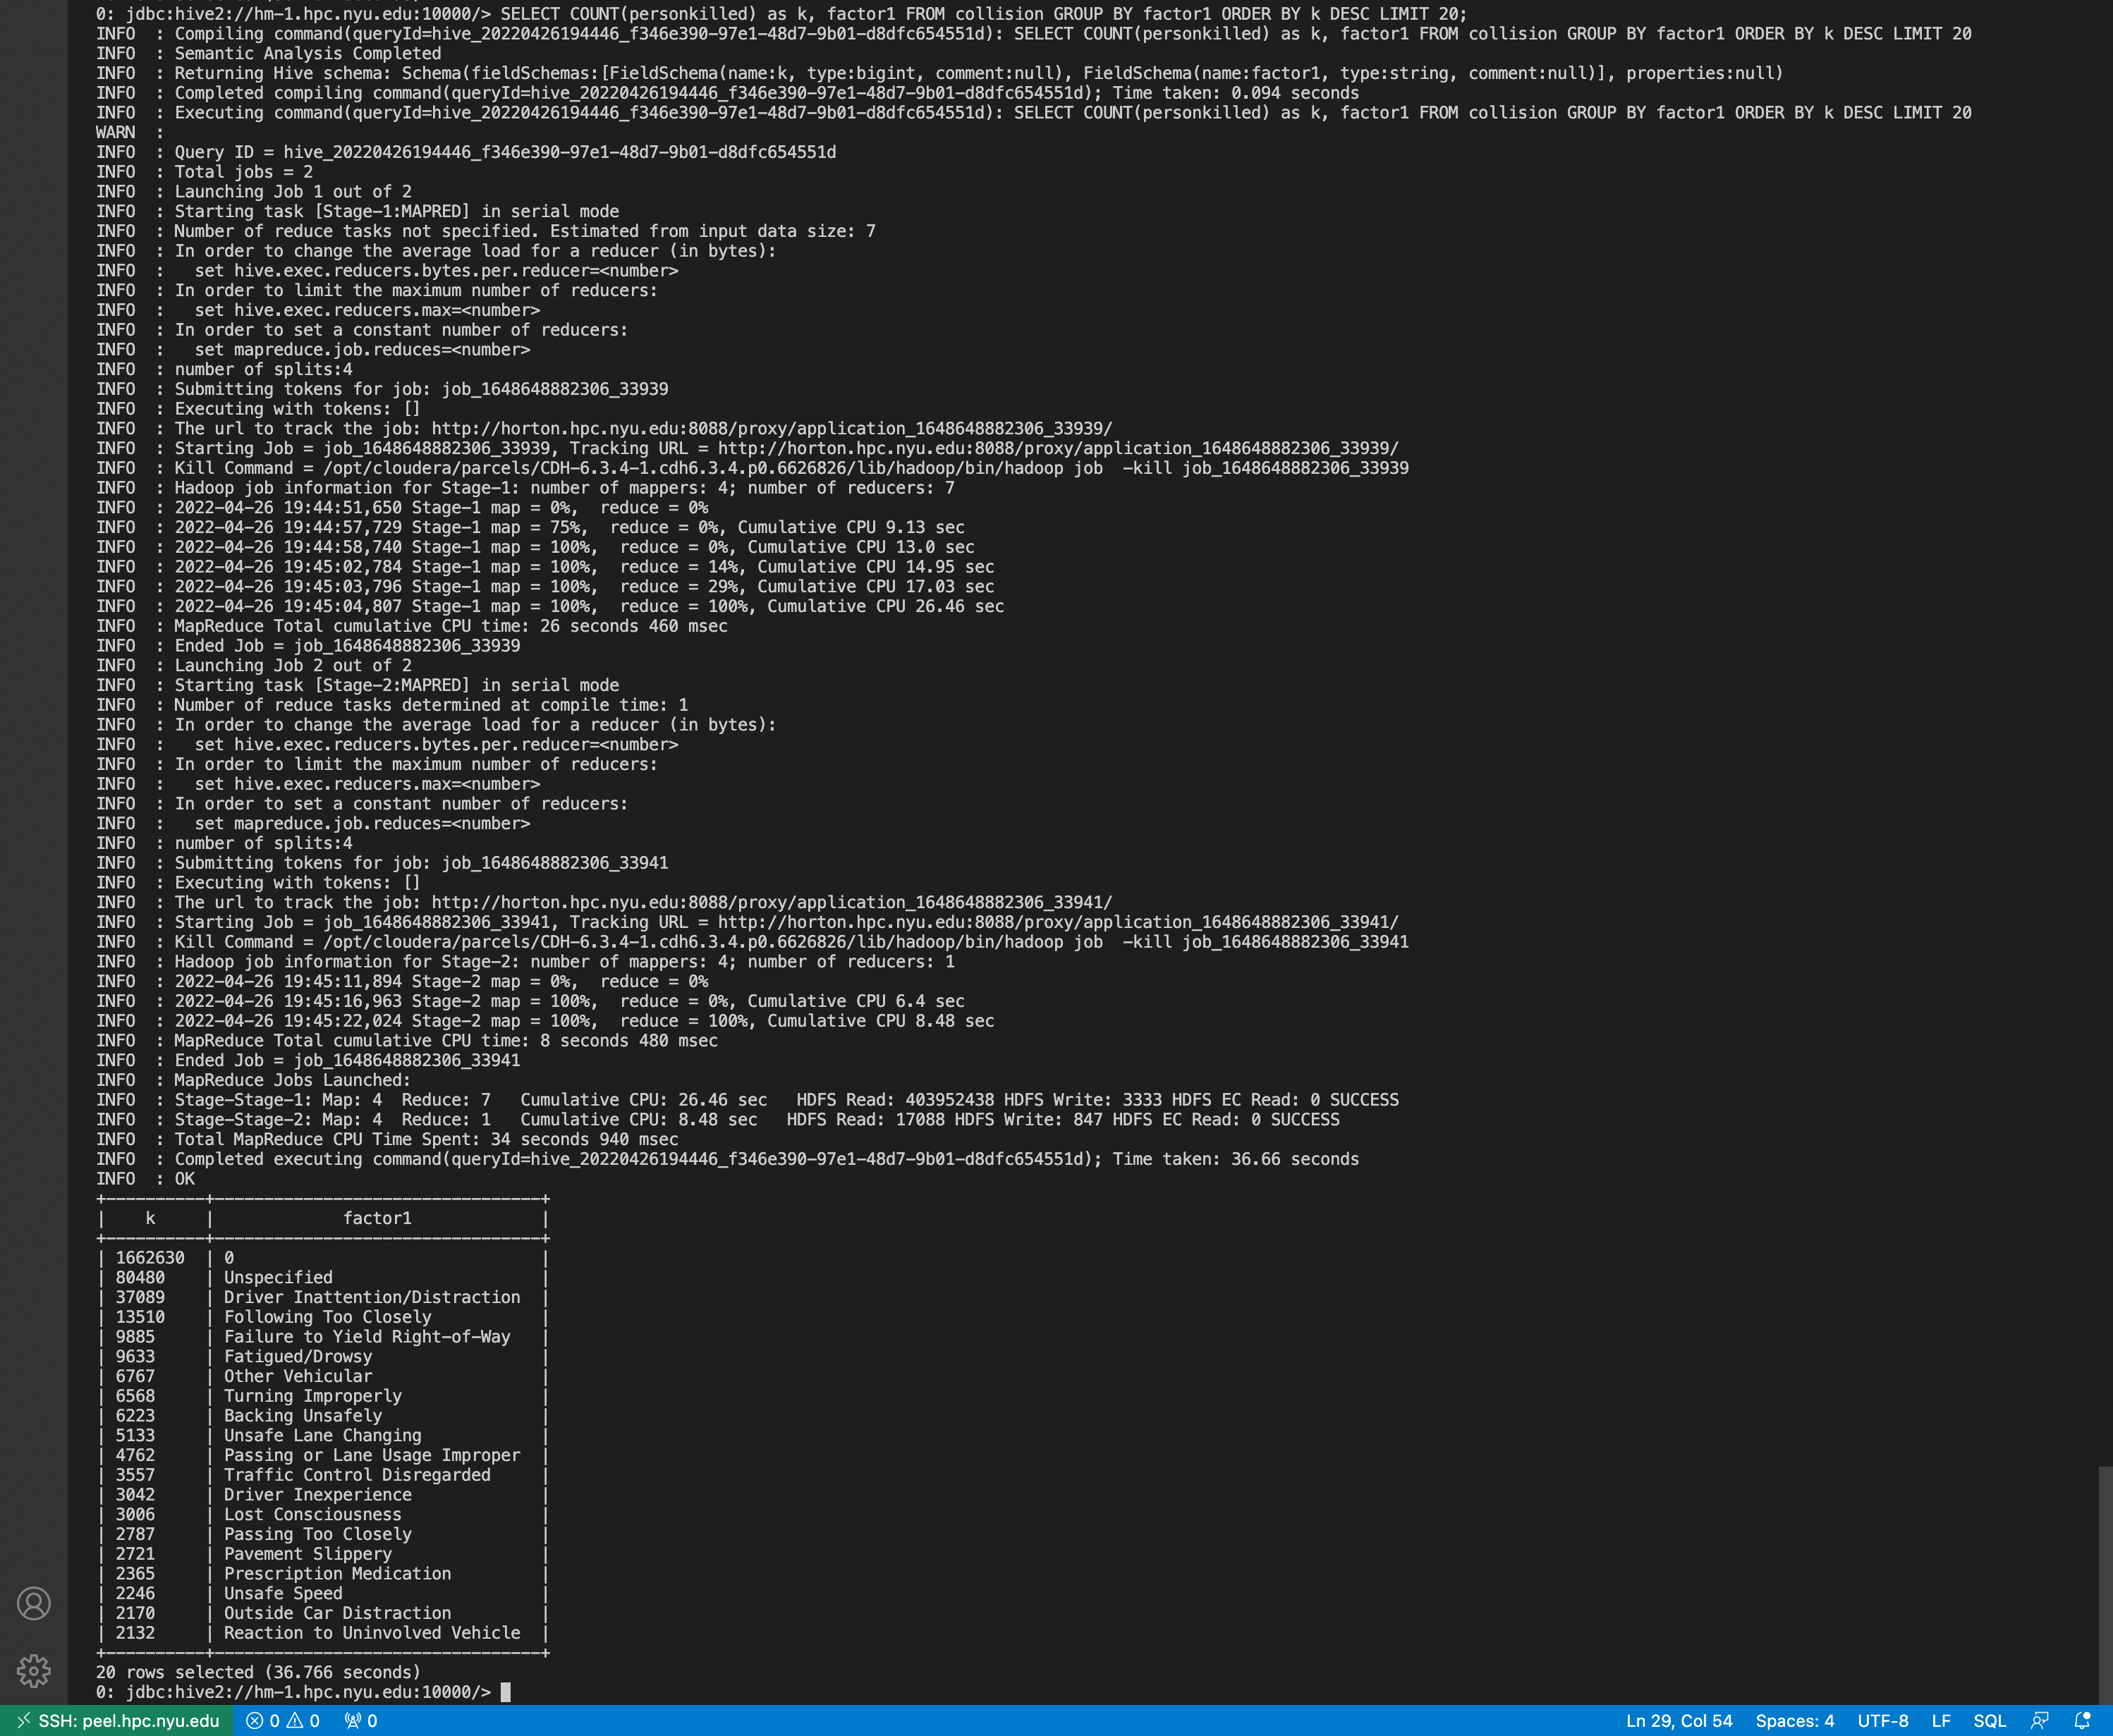 0: jdbc:hive2://hm-1.hpc.nyu.edu:10000/> SELECT COUNT(personkilled) as k, factor1 FROM collision GROUP BY factor1 ORDER BY k DESC LIMIT 20;
INFO  : Compiling command(queryId=hive_20220426194446_f346e390-97e1-48d7-9b01-d8dfc654551d): SELECT COUNT(personkilled) as k, factor1 FROM collision GROUP BY factor1 ORDER BY k DESC LIMIT 20
INFO  : Semantic Analysis Completed
INFO  : Returning Hive schema: Schema(fieldSchemas:[FieldSchema(name:k, type:bigint, comment:null), FieldSchema(name:factor1, type:string, comment:null)], properties:null)
INFO  : Completed compiling command(queryId=hive_20220426194446_f346e390-97e1-48d7-9b01-d8dfc654551d); Time taken: 0.094 seconds
INFO  : Executing command(queryId=hive_20220426194446_f346e390-97e1-48d7-9b01-d8dfc654551d): SELECT COUNT(personkilled) as k, factor1 FROM collision GROUP BY factor1 ORDER BY k DESC LIMIT 20
WARN  :
INFO  : Query ID = hive_20220426194446_f346e390-97e1-48d7-9b01-d8dfc654551d
INFO  : Total jobs = 2
INFO  : Launching Job 1 out of 2
INFO  : Starting task [Stage-1:MAPRED] in serial mode
INFO  : Number of reduce tasks not specified. Estimated from input data size: 7
INFO  : In order to change the average load for a reducer (in bytes):
INFO  :   set hive.exec.reducers.bytes.per.reducer=<number>
INFO  : In order to limit the maximum number of reducers:
INFO  :   set hive.exec.reducers.max=<number>
INFO  : In order to set a constant number of reducers:
INFO  :   set mapreduce.job.reduces=<number>
INFO  : number of splits:4
INFO  : Submitting tokens for job: job_1648648882306_33939
INFO  : Executing with tokens: []
INFO  : The url to track the job: http://horton.hpc.nyu.edu:8088/proxy/application_1648648882306_33939/
INFO  : Starting Job = job_1648648882306_33939, Tracking URL = http://horton.hpc.nyu.edu:8088/proxy/application_1648648882306_33939/
INFO  : Kill Command = /opt/cloudera/parcels/CDH-6.3.4-1.cdh6.3.4.p0.6626826/lib/hadoop/bin/hadoop job  -kill job_1648648882306_33939
INFO  : Hadoop job information for Stage-1: number of mappers: 4; number of reducers: 7
INFO  : 2022-04-26 19:44:51,650 Stage-1 map = 0%,  reduce = 0%
INFO  : 2022-04-26 19:44:57,729 Stage-1 map = 75%,  reduce = 0%, Cumulative CPU 9.13 sec
INFO  : 2022-04-26 19:44:58,740 Stage-1 map = 100%,  reduce = 0%, Cumulative CPU 13.0 sec
INFO  : 2022-04-26 19:45:02,784 Stage-1 map = 100%,  reduce = 14%, Cumulative CPU 14.95 sec
INFO  : 2022-04-26 19:45:03,796 Stage-1 map = 100%,  reduce = 29%, Cumulative CPU 17.03 sec
INFO  : 2022-04-26 19:45:04,807 Stage-1 map = 100%,  reduce = 100%, Cumulative CPU 26.46 sec
INFO  : MapReduce Total cumulative CPU time: 26 seconds 460 msec
INFO  : Ended Job = job_1648648882306_33939
INFO  : Launching Job 2 out of 2
INFO  : Starting task [Stage-2:MAPRED] in serial mode
INFO  : Number of reduce tasks determined at compile time: 1
INFO  : In order to change the average load for a reducer (in bytes):
INFO  :   set hive.exec.reducers.bytes.per.reducer=<number>
INFO  : In order to limit the maximum number of reducers:
INFO  :   set hive.exec.reducers.max=<number>
INFO  : In order to set a constant number of reducers:
INFO  :   set mapreduce.job.reduces=<number>
INFO  : number of splits:4
INFO  : Submitting tokens for job: job_1648648882306_33941
INFO  : Executing with tokens: []
INFO  : The url to track the job: http://horton.hpc.nyu.edu:8088/proxy/application_1648648882306_33941/
INFO  : Starting Job = job_1648648882306_33941, Tracking URL = http://horton.hpc.nyu.edu:8088/proxy/application_1648648882306_33941/
INFO  : Kill Command = /opt/cloudera/parcels/CDH-6.3.4-1.cdh6.3.4.p0.6626826/lib/hadoop/bin/hadoop job  -kill job_1648648882306_33941
INFO  : Hadoop job information for Stage-2: number of mappers: 4; number of reducers: 1
INFO  : 2022-04-26 19:45:11,894 Stage-2 map = 0%,  reduce = 0%
INFO  : 2022-04-26 19:45:16,963 Stage-2 map = 100%,  reduce = 0%, Cumulative CPU 6.4 sec
INFO  : 2022-04-26 19:45:22,024 Stage-2 map = 100%,  reduce = 100%, Cumulative CPU 8.48 sec
INFO  : MapReduce Total cumulative CPU time: 8 seconds 480 msec
INFO  : Ended Job = job_1648648882306_33941
INFO  : MapReduce Jobs Launched:
INFO  : Stage-Stage-1: Map: 4  Reduce: 7   Cumulative CPU: 26.46 sec   HDFS Read: 403952438 HDFS Write: 3333 HDFS EC Read: 0 SUCCESS
INFO  : Stage-Stage-2: Map: 4  Reduce: 1   Cumulative CPU: 8.48 sec   HDFS Read: 17088 HDFS Write: 847 HDFS EC Read: 0 SUCCESS
INFO  : Total MapReduce CPU Time Spent: 34 seconds 940 msec
INFO  : Completed executing command(queryId=hive_20220426194446_f346e390-97e1-48d7-9b01-d8dfc654551d); Time taken: 36.66 seconds
INFO  : OK
+----------+---------------------------------+
|    k     |             factor1             |
+----------+---------------------------------+
| 1662630  | 0                               |
| 80480    | Unspecified                     |
| 37089    | Driver Inattention/Distraction  |
| 13510    | Following Too Closely           |
| 9885     | Failure to Yield Right-of-Way   |
| 9633     | Fatigued/Drowsy                 |
| 6767     | Other Vehicular                 |
| 6568     | Turning Improperly              |
| 6223     | Backing Unsafely                |
| 5133     | Unsafe Lane Changing            |
| 4762     | Passing or Lane Usage Improper  |
| 3557     | Traffic Control Disregarded     |
| 3042     | Driver Inexperience             |
| 3006     | Lost Consciousness              |
| 2787     | Passing Too Closely             |
| 2721     | Pavement Slippery               |
| 2365     | Prescription Medication         |
| 2246     | Unsafe Speed                    |
| 2170     | Outside Car Distraction         |
| 2132     | Reaction to Uninvolved Vehicle  |
+----------+---------------------------------+
20 rows selected (36.766 seconds)
0: jdbc:hive2://hm-1.hpc.nyu.edu:10000/>
SSH: peel.hpc.nyu.edu 0 0 0 Ln 29, Col 54 Spaces: 4 UTF-8 LF SQL